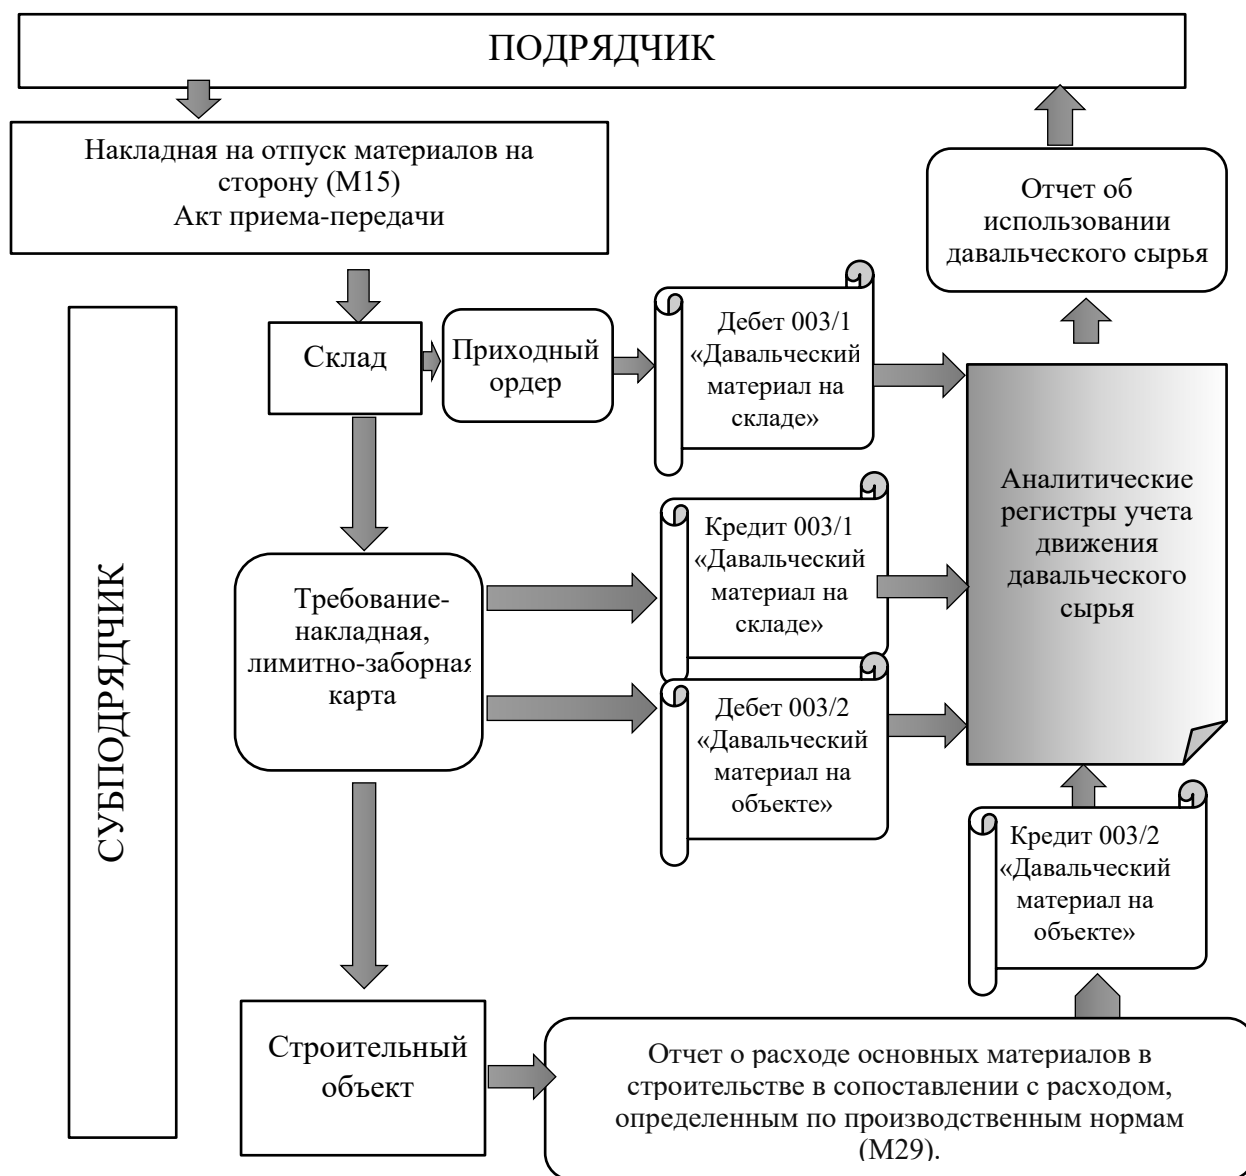 ПОДРЯДЧИК
Накладная на отпуск материалов на
сторону (М15)
Акт приема-передачи
Отчет об
использовании
давальческого сырья
СУБПОДРЯДЧИК
Склад
Приходный
ордер
Дебет 003/1
«Давальческий
материал на
складе»
Аналитические
регистры учета
движения
давальческого
сырья
Требование-
накладная,
лимитно-заборная
карта
Кредит 003/1
«Давальческий
материал на
складе»
Дебет 003/2
«Давальческий
материал на
объекте»
Кредит 003/2
«Давальческий
материал на
объекте»
Строительный
объект
Отчет о расходе основных материалов в
строительстве в сопоставлении с расходом,
определенным по производственным нормам
(М29).